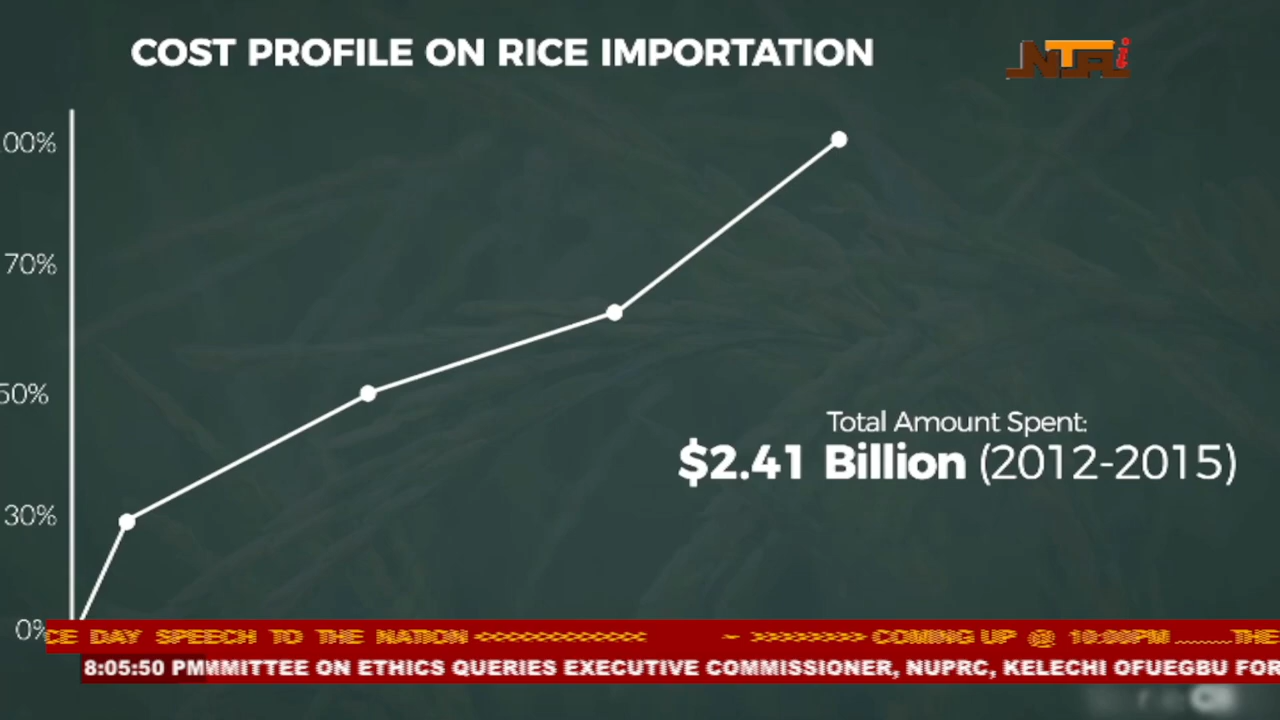 COST PROFILE ON RICE IMPORTATION
NTA
00%
70%
50%
30%
0%
Total Amount Spent:
$2.41 Billion (2012-2015)
CE DAY SPEECH TO THE NATION <<<<<<<<<<<<< ~ >>>>>>>>> COMING UP @ 10:00PM ........THE
8:05:50 PM MMITTEE ON ETHICS QUERIES EXECUTIVE COMMISSIONER, NUPRC, KELECHI OFUEGBU FOR